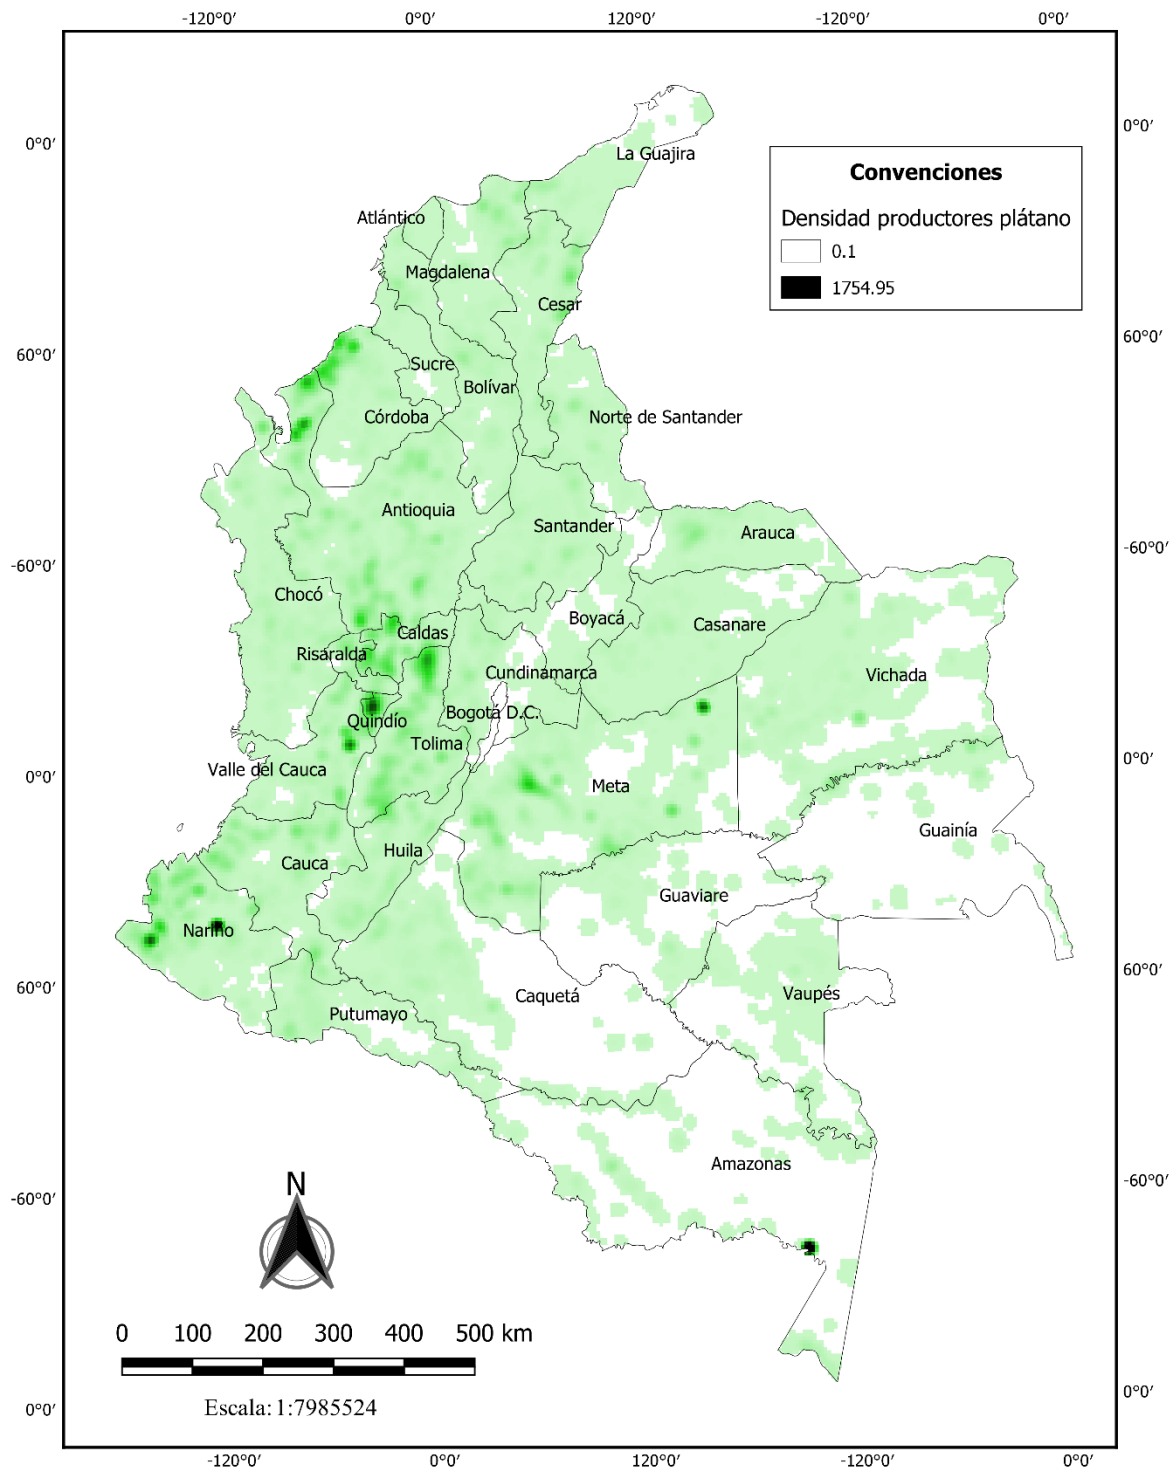 -120°0′ 0°0′ 120°0′ -120°0′ 0°0′
0°0′
0°0′
La Guajira
Convenciones
Densidad productores plátano
0.1
1754.95
Atlántico
Magdalena
Cesar
60°0′
60°0′
Sucre
Bolívar
Córdoba
Norte de Santander
Antioquia
Santander
Arauca
-60°0′
-60°0′
Chocó
Boyacá
Casanare
Caldas
Risaralda
Cundinamarca
Vichada
Quindío
Bogotá D.C.
Tolima
Valle del Cauca
0°0′
0°0′
Meta
Guainía
Cauca
Huila
Guaviare
Nariño
60°0′
60°0′
Caquetá
Vaupés
Putumayo
Amazonas
-60°0′
-60°0′
N
0 100 200 300 400 500 km
Escala: 1:7985524
0°0′
0°0′
-120°0′ 0°0′ 120°0′ -120°0′ 0°0′